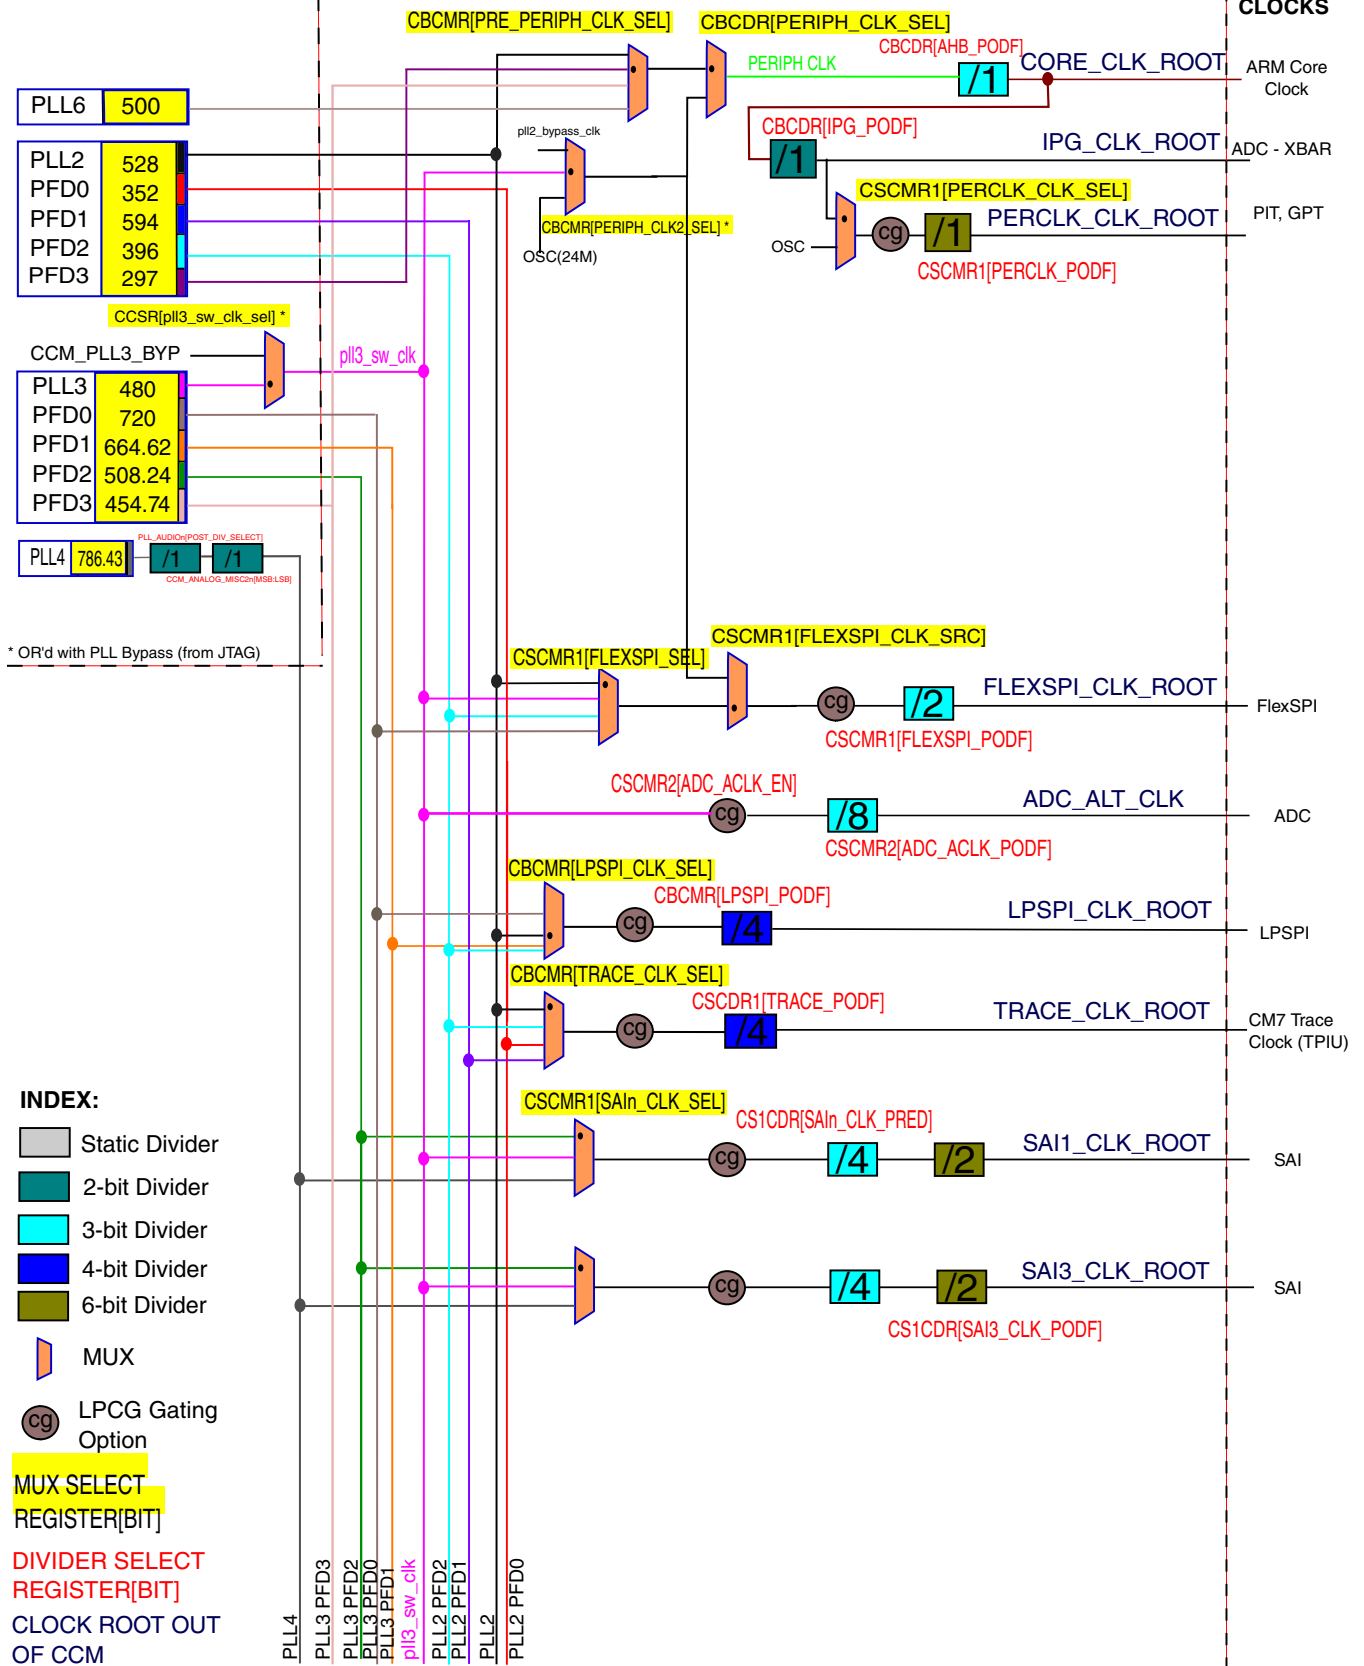 CLOCKS
CBCMR[PRE_PERIPH_CLK_SEL]
CBCDR[PERIPH_CLK_SEL]
CBCDR[AHB_PODF]
PERIPH CLK
/1
CORE_CLK_ROOT
ARM Core
Clock
PLL6 500
pll2_bypass_clk
CBCDR[IPG_PODF]
/1
IPG_CLK_ROOT
ADC - XBAR
PLL2 528
PFD0 352
PFD1 594
PFD2 396
PFD3 297
CBCMR[PERIPH_CLK2_SEL] *
OSC(24M)
CSCMR1[PERCLK_CLK_SEL]
OSC
cg
/1
PERCLK_CLK_ROOT
PIT, GPT
CSCMR1[PERCLK_PODF]
CCSR[pll3_sw_clk_sel] *
CCM_PLL3_BYP
pll3_sw_clk
PLL3 480
PFD0 720
PFD1 664.62
PFD2 508.24
PFD3 454.74
PLL_AUDIOn[POST_DIV_SELECT]
PLL4 786.43 /1 /1
CCM_ANALOG_MISC2n[MSB:LSB]
* OR'd with PLL Bypass (from JTAG)
CSCMR1[FLEXSPI_SEL]
CSCMR1[FLEXSPI_CLK_SRC]
cg
/2
FLEXSPI_CLK_ROOT
FlexSPI
CSCMR1[FLEXSPI_PODF]
CSCMR2[ADC_ACLK_EN]
cg
/8
ADC_ALT_CLK
ADC
CSCMR2[ADC_ACLK_PODF]
CBCMR[LPSPI_CLK_SEL]
CBCMR[LPSPI_PODF]
cg
/4
LPSPI_CLK_ROOT
LPSPI
CBCMR[TRACE_CLK_SEL]
CSCDR1[TRACE_PODF]
cg
/4
TRACE_CLK_ROOT
CM7 Trace
Clock (TPIU)
CSCMR1[SAIn_CLK_SEL]
CS1CDR[SAIn_CLK_PRED]
cg
/4
/2
SAI1_CLK_ROOT
SAI
cg
/4
/2
SAI3_CLK_ROOT
SAI
CS1CDR[SAI3_CLK_PODF]
INDEX:
Static Divider
2-bit Divider
3-bit Divider
4-bit Divider
6-bit Divider
MUX
cg
LPCG Gating
Option
MUX SELECT
REGISTER[BIT]
DIVIDER SELECT
REGISTER[BIT]
CLOCK ROOT OUT
OF CCM
PLL4
PLL3 PFD3
PLL3 PFD2
PLL3 PFD0
PLL3 PFD1
pll3_sw_clk
PLL2 PFD2
PLL2 PFD1
PLL2
PLL2 PFD0